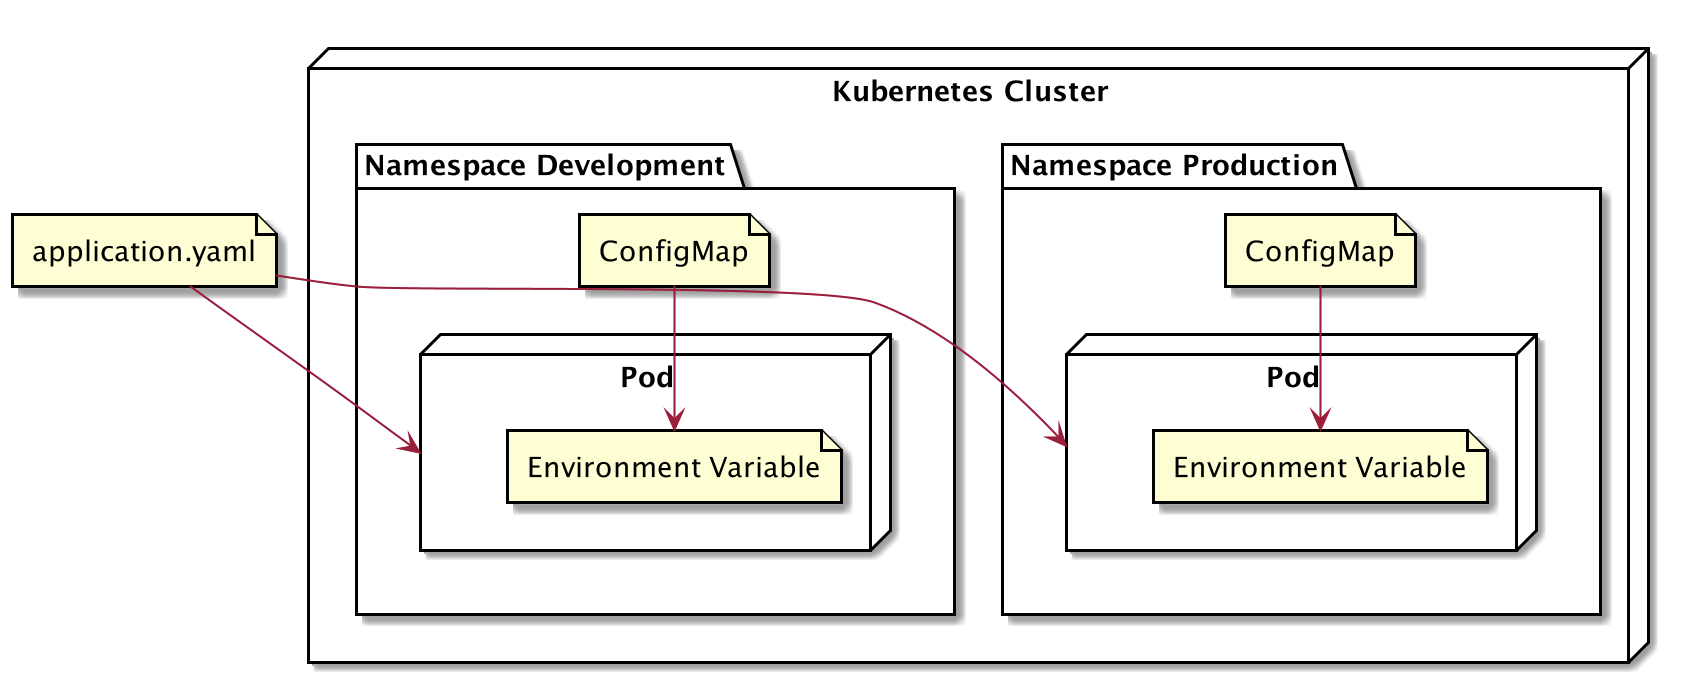 Kubernetes Cluster
Namespace Development
Namespace Production
application.yaml
ConfigMap
ConfigMap
Pod
Pod
Environment Variable
Environment Variable